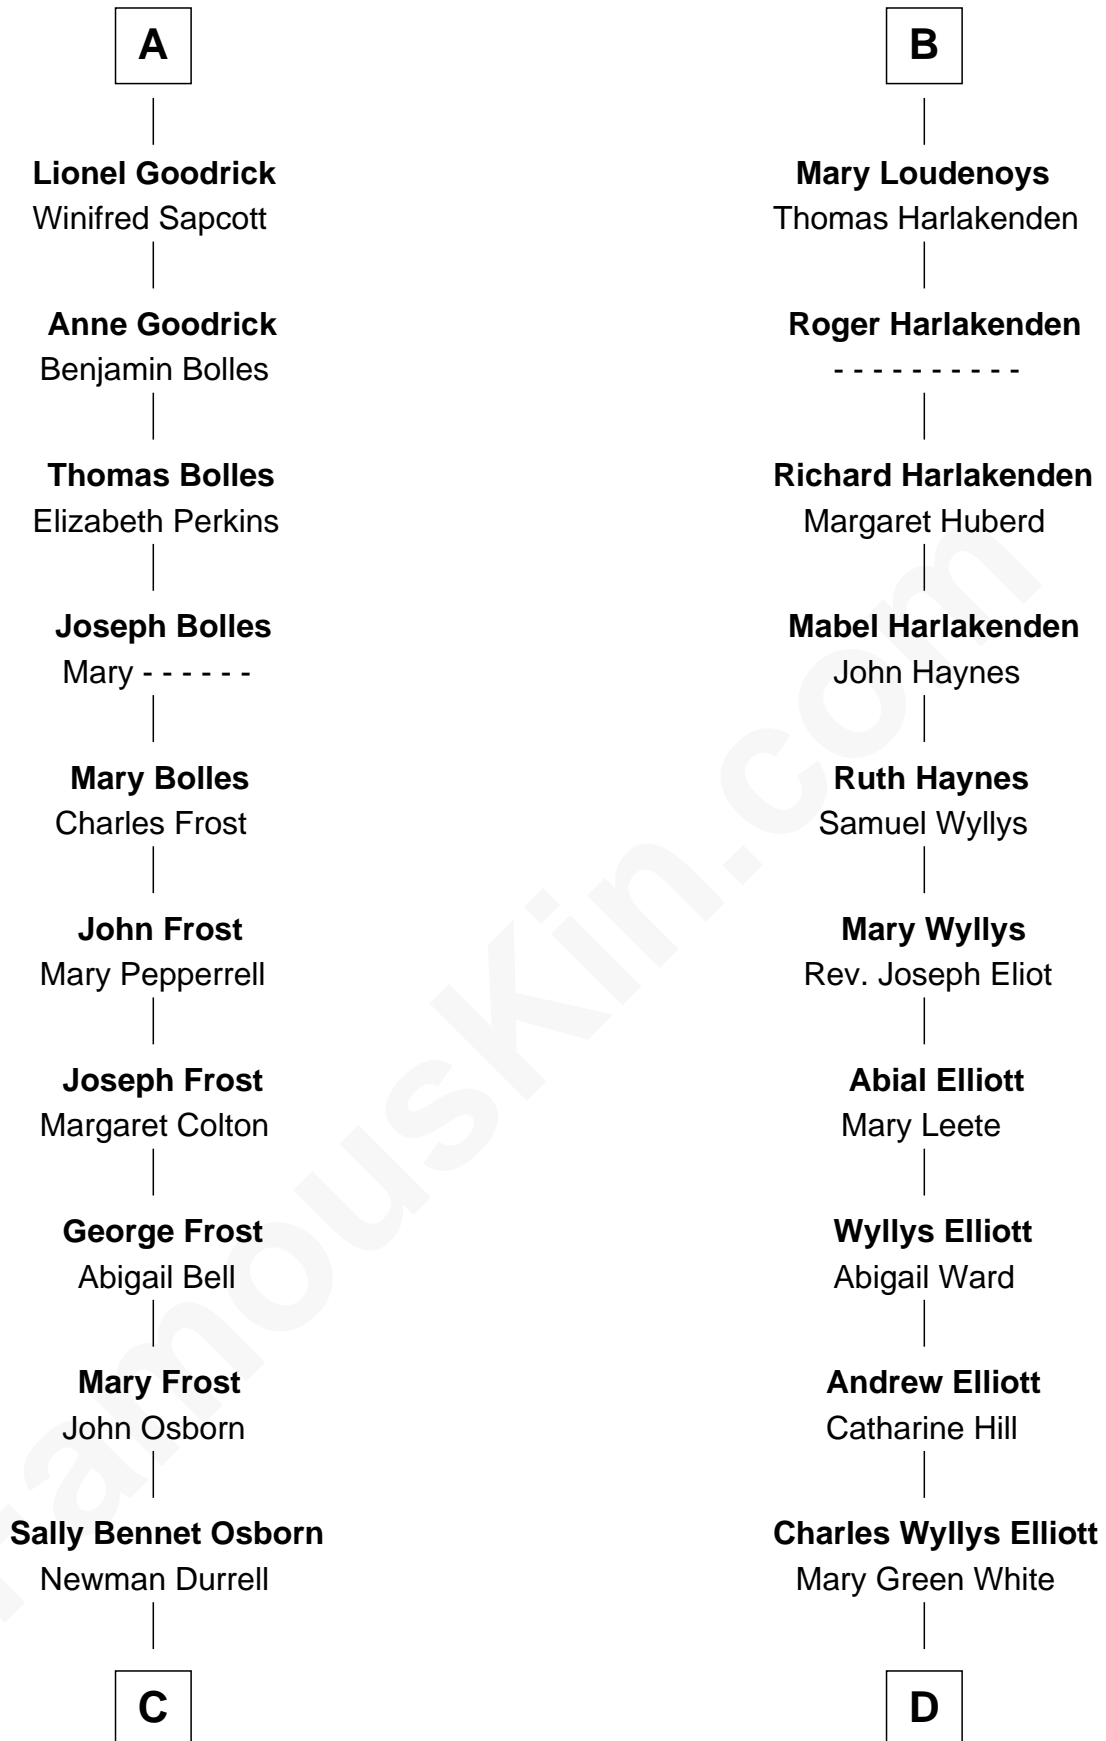 A
Lionel Goodrick
Winifred Sapcott
Anne Goodrick
Benjamin Bolles
Thomas Bolles
Elizabeth Perkins
Joseph Bolles
Mary - - - - - -
Mary Bolles
Charles Frost
John Frost
Mary Pepperrell
Joseph Frost
Margaret Colton
George Frost
Abigail Bell
Mary Frost
John Osborn
Sally Bennet Osborn
Newman Durrell
C
B
Mary Loudenoys
Thomas Harlakenden
Roger Harlakenden
- - - - - - - - - -
Richard Harlakenden
Margaret Huberd
Mabel Harlakenden
John Haynes
Ruth Haynes
Samuel Wyllys
Mary Wyllys
Rev. Joseph Eliot
Abial Elliott
Mary Leete
Wyllys Elliott
Abigail Ward
Andrew Elliott
Catharine Hill
Charles Wyllys Elliott
Mary Green White
D
FamousKin.com